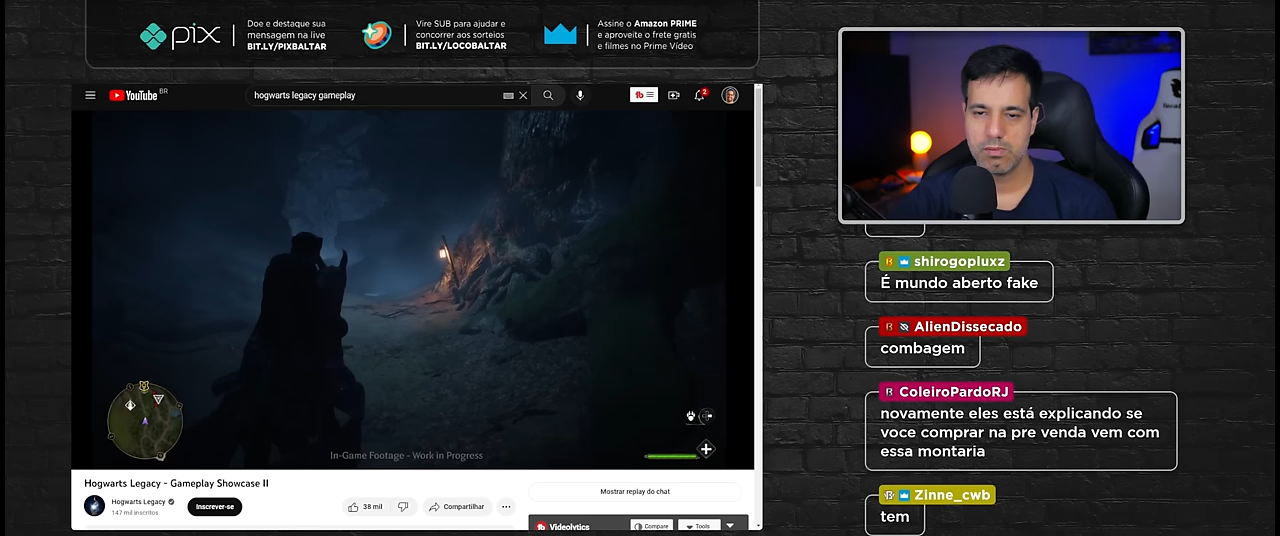 pix
Doe e destaque sua
mensagem na live
BIT.LY/PIXBALTAR
Vire SUB para ajudar e
concorrer aos sorteios
BIT.LY/LOCOBALTAR
Assine o Amazon PRIME
e aproveite o frete gratis
e filmes no Prime Vídeo
YouTube BR
hogwarts legacy gameplay
2
In-Game Footage - Work in Progress
Hogwarts Legacy - Gameplay Showcase II
Hogwarts Legacy
147 mil inscritos
Inscrever-se
38 mil
Compartilhar
Mostrar replay do chat
Videolytics
Compare
Tools
shirogopluxz
É mundo aberto fake
AlienDissecado
combagem
ColeiroPardoRJ
novamente eles está explicando se
voce comprar na pre venda vem com
essa montaria
Zinne_cwb
tem